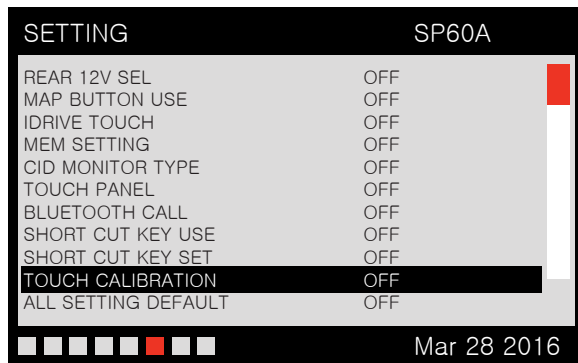 SETTING SP60A
REAR 12V SEL OFF
MAP BUTTON USE OFF
IDRIVE TOUCH OFF
MEM SETTING OFF
CID MONITOR TYPE OFF
TOUCH PANEL OFF
BLUETOOTH CALL OFF
SHORT CUT KEY USE OFF
SHORT CUT KEY SET OFF
TOUCH CALIBRATION OFF
ALL SETTING DEFAULT OFF
Mar 28 2016